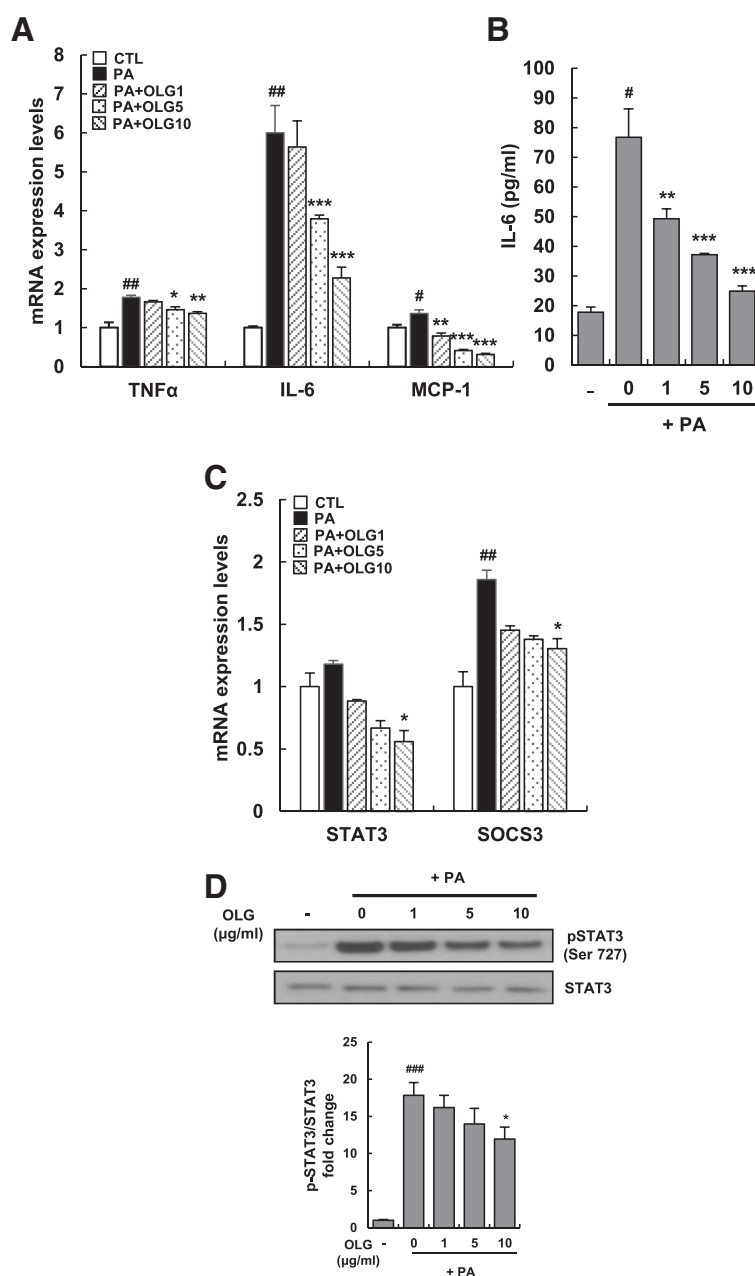 A
8
7
6
5
4
3
2
1
0
mRNA expression levels
CTL
PA
PA+OLG1
PA+OLG5
PA+OLG10
##
* **
##
***
***
#
**
***
***
TNFα IL-6 MCP-1
B
100
90
80
70
60
50
40
30
20
10
0
IL-6 (pg/ml)
#
**
***
***
- 0 1 5 10
+ PA
C
2.5
2
1.5
1
0.5
0
mRNA expression levels
CTL
PA
PA+OLG1
PA+OLG5
PA+OLG10
*
##
*
STAT3 SOCS3
D
+ PA
OLG - 0 1 5 10
(µg/ml)
pSTAT3
(Ser 727)
STAT3
25
20
15
10
5
0
p-STAT3/STAT3
fold change
###
*
OLG - 0 1 5 10
(µg/ml)
+ PA